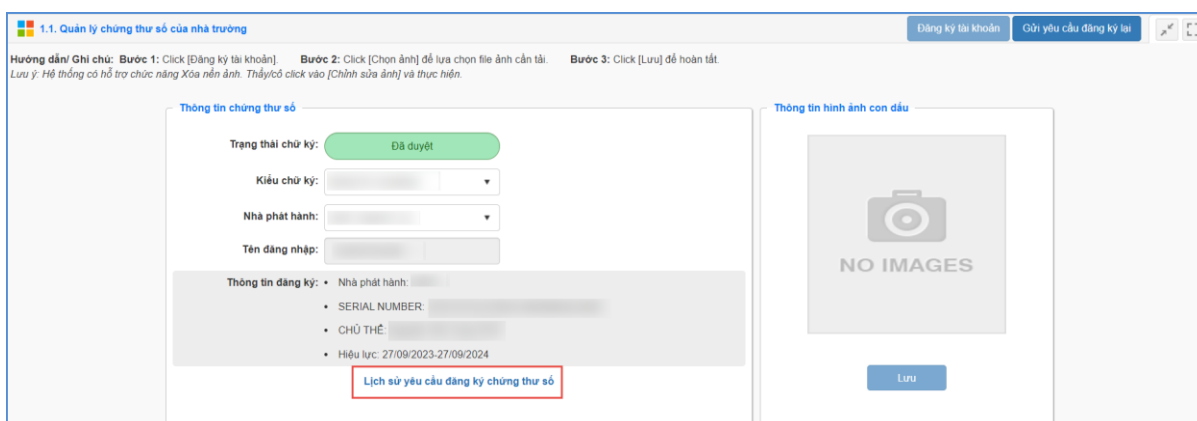 1.1. Quản lý chứng thư số của nhà trường
Đăng ký tài khoản
Gửi yêu cầu đăng ký lại
Hướng dẫn/ Ghi chú: Bước 1: Click [Đăng ký tài khoản]. Bước 2: Click [Chọn ảnh] để lựa chọn file ảnh cần tải. Bước 3: Click [Lưu] để hoàn tất.
Lưu ý: Hệ thống có hỗ trợ chức năng Xóa nền ảnh. Thầy/cô click vào [Chỉnh sửa ảnh] và thực hiện.
Thông tin chứng thư số
Trạng thái chữ ký: Đã duyệt
Kiểu chữ ký:
Nhà phát hành:
Tên đăng nhập:
Thông tin đăng ký: • Nhà phát hành:
• SERIAL NUMBER:
• CHỦ THỂ:
• Hiệu lực: 27/09/2023-27/09/2024
Lịch sử yêu cầu đăng ký chứng thư số
Thông tin hình ảnh con dấu
NO IMAGES
Lưu